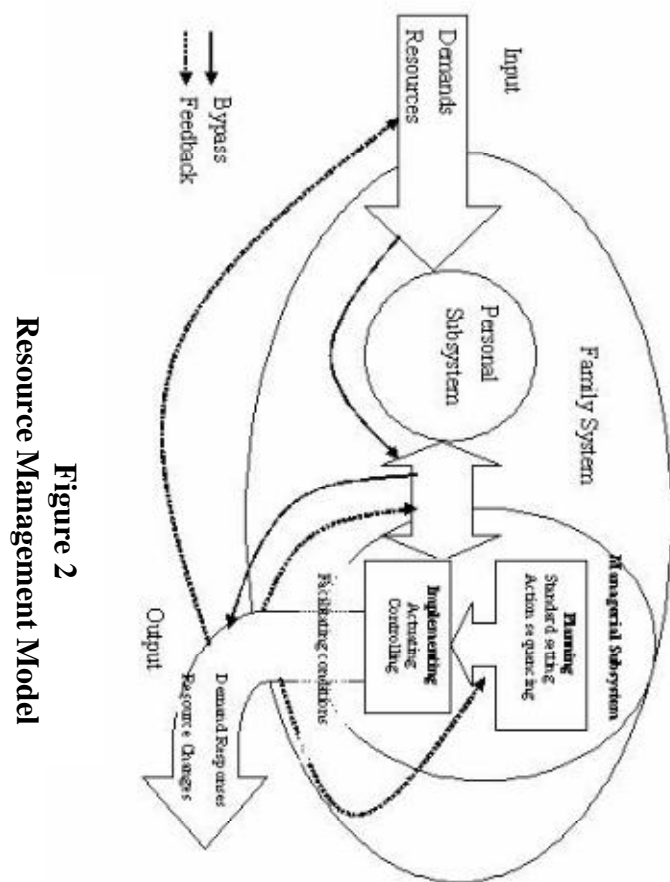 Input
Demands
Resources
Personal
Subsystem
Family System
Managerial Subsystem
Planning
Standard setting
Action sequencing
Implementing
Actuating
Controlling
Facilitating conditions
Demand Responses
Resource Changes
Output
Bypass
Feedback
Figure 2
Resource Management Model